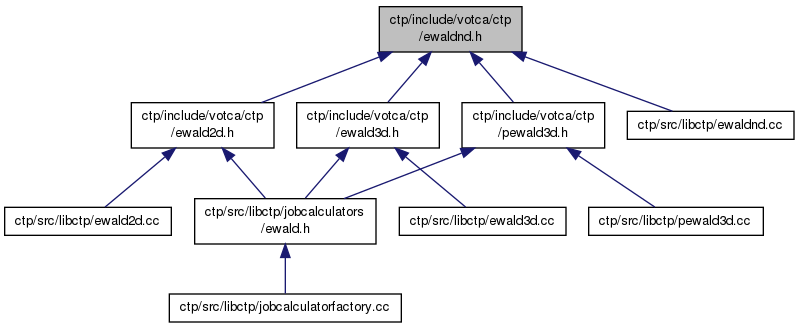 ctp/include/votca/ctp
/ewaldnd.h
ctp/include/votca/ctp
/ewald2d.h
ctp/include/votca/ctp
/ewald3d.h
ctp/include/votca/ctp
/pewald3d.h
ctp/src/libctp/ewaldnd.cc
ctp/src/libctp/ewald2d.cc
ctp/src/libctp/jobcalculators
/ewald.h
ctp/src/libctp/ewald3d.cc
ctp/src/libctp/pewald3d.cc
ctp/src/libctp/jobcalculatorfactory.cc